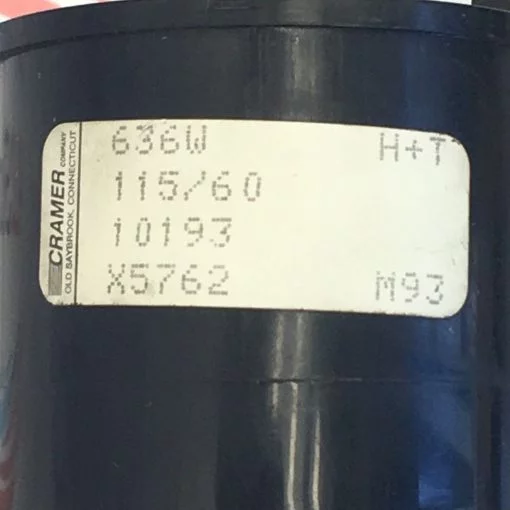 CRAMER COMPANY
OLD SAYBROOK, CONNECTICUT
636W H+T
115/60
10193
X5762 M93